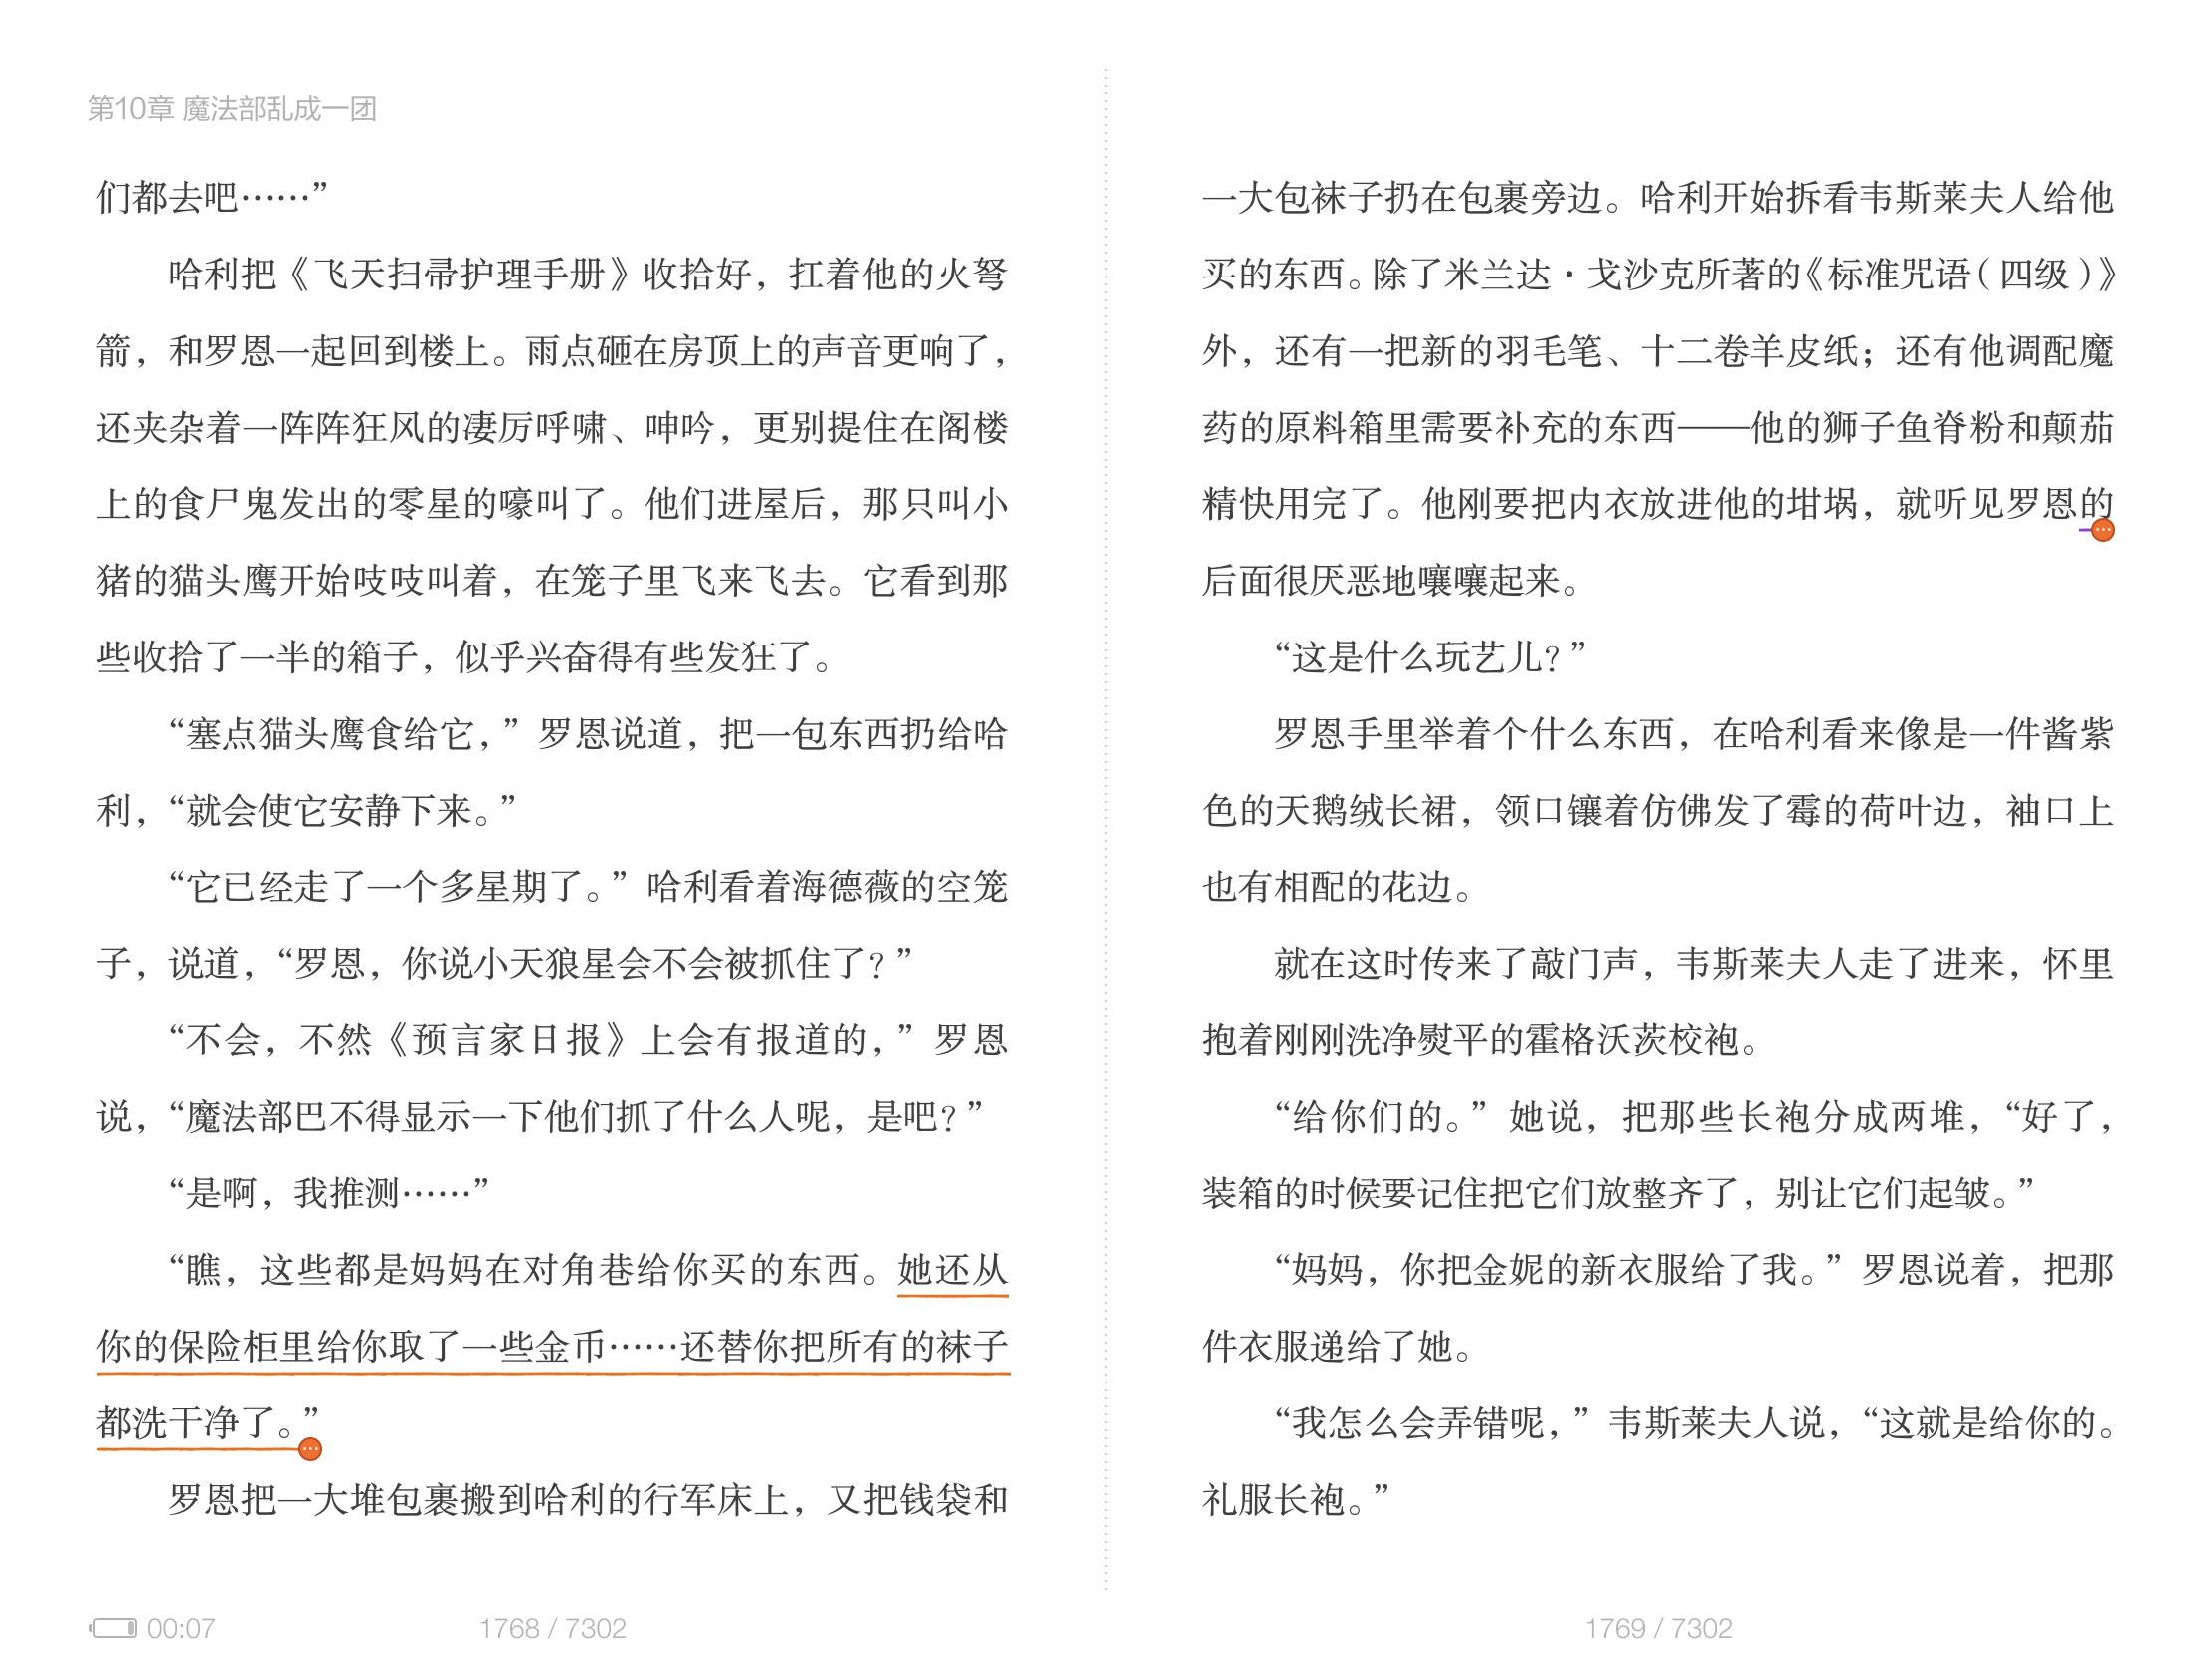 第10章 魔法部乱成一团
们都去吧⋯⋯”
哈利把《飞天扫帚护理手册》收拾好，扛着他的火弩
箭，和罗恩一起回到楼上。雨点砸在房顶上的声音更响了，
还夹杂着一阵阵狂风的凄厉呼啸、呻吟，更别提住在阁楼
上的食尸鬼发出的零星的嚎叫了。他们进屋后，那只叫小
猪的猫头鹰开始吱吱叫着，在笼子里飞来飞去。它看到那
些收拾了一半的箱子，似乎兴奋得有些发狂了。
“塞点猫头鹰食给它，”罗恩说道，把一包东西扔给哈
利，“就会使它安静下来。”
“它已经走了一个多星期了。”哈利看着海德薇的空笼
子，说道，“罗恩，你说小天狼星会不会被抓住了？”
“不会，不然《预言家日报》上会有报道的，”罗恩
说，“魔法部巴不得显示一下他们抓了什么人呢，是吧？”
“是啊，我推测⋯⋯”
“瞧，这些都是妈妈在对角巷给你买的东西。她还从
你的保险柜里给你取了一些金币⋯⋯还替你把所有的袜子
都洗干净了。”
罗恩把一大堆包裹搬到哈利的行军床上，又把钱袋和
00:07
1768 / 7302
一大包袜子扔在包裹旁边。哈利开始拆看韦斯莱夫人给他
买的东西。除了米兰达·戈沙克所著的《标准咒语（四级）》
外，还有一把新的羽毛笔、十二卷羊皮纸；还有他调配魔
药的原料箱里需要补充的东西——他的狮子鱼脊粉和颠茄
精快用完了。他刚要把内衣放进他的坩埚，就听见罗恩的
后面很厌恶地嚷嚷起来。
“这是什么玩艺儿？”
罗恩手里举着个什么东西，在哈利看来像是一件酱紫
色的天鹅绒长裙，领口镶着仿佛发了霉的荷叶边，袖口上
也有相配的花边。
就在这时传来了敲门声，韦斯莱夫人走了进来，怀里
抱着刚刚洗净熨平的霍格沃茨校袍。
“给你们的。”她说，把那些长袍分成两堆，“好了，
装箱的时候要记住把它们放整齐了，别让它们起皱。”
“妈妈，你把金妮的新衣服给了我。”罗恩说着，把那
件衣服递给了她。
“我怎么会弄错呢，”韦斯莱夫人说，“这就是给你的。
礼服长袍。”
1769 / 7302